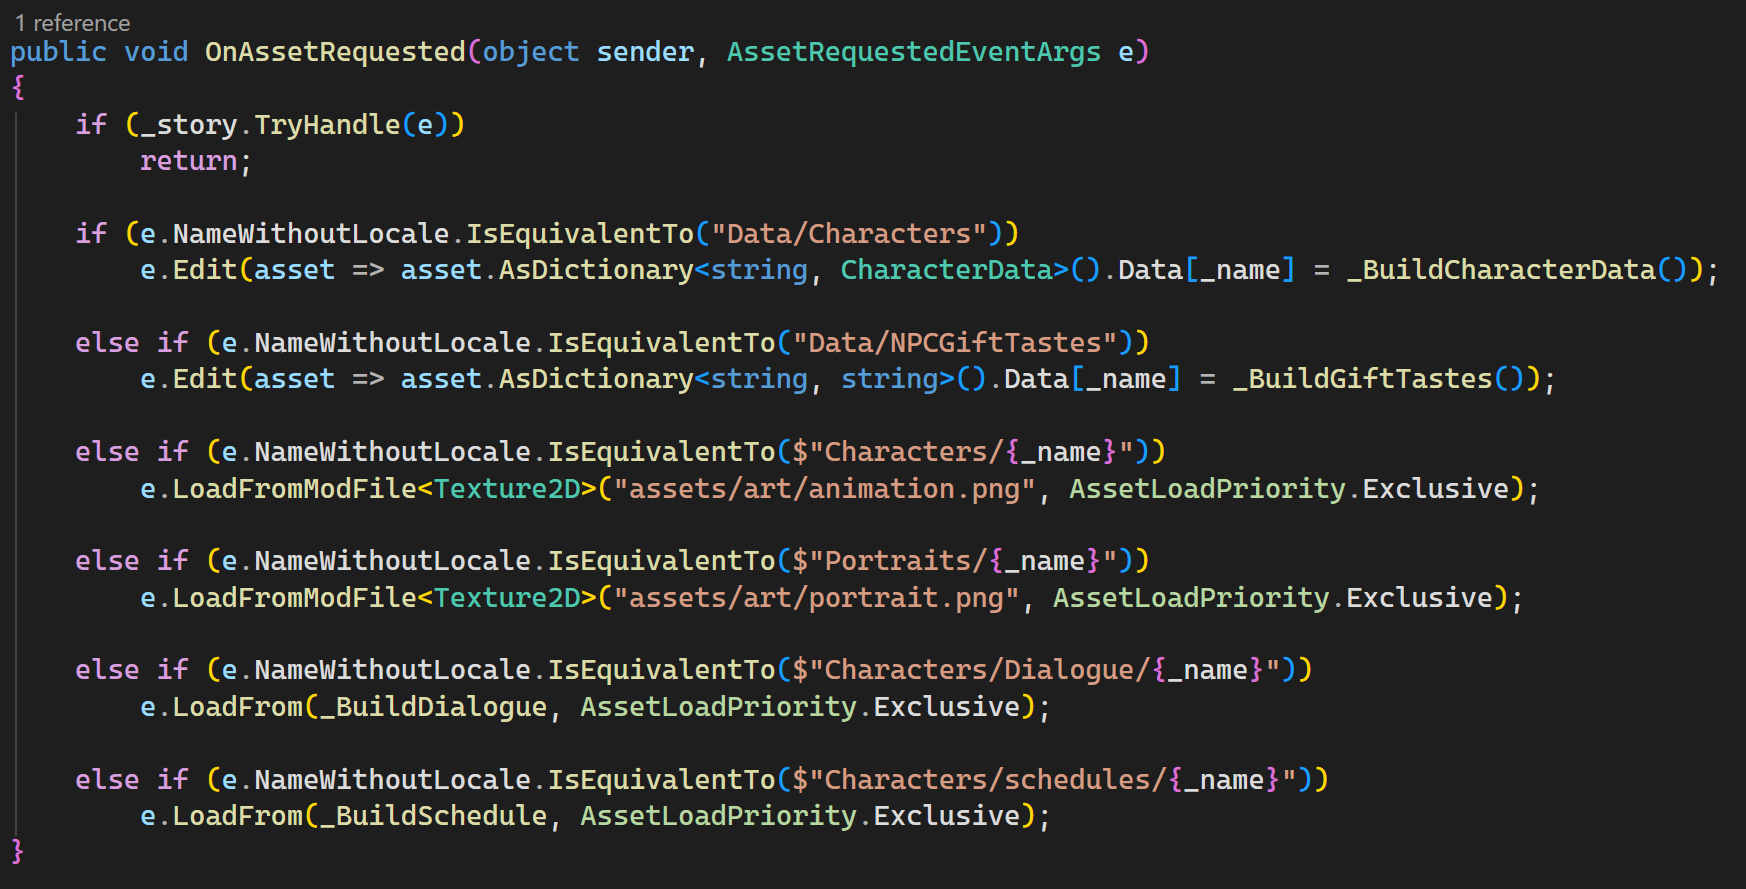 1 reference
public void OnAssetRequested(object sender, AssetRequestedEventArgs e)
{
    if (_story.TryHandle(e))
        return;

    if (e.NameWithoutLocale.IsEquivalentTo("Data/Characters"))
        e.Edit(asset => asset.AsDictionary<string, CharacterData>().Data[_name] = _BuildCharacterData());

    else if (e.NameWithoutLocale.IsEquivalentTo("Data/NPCGiftTastes"))
        e.Edit(asset => asset.AsDictionary<string, string>().Data[_name] = _BuildGiftTastes());

    else if (e.NameWithoutLocale.IsEquivalentTo($"Characters/{_name}"))
        e.LoadFromModFile<Texture2D>("assets/art/animation.png", AssetLoadPriority.Exclusive);

    else if (e.NameWithoutLocale.IsEquivalentTo($"Portraits/{_name}"))
        e.LoadFromModFile<Texture2D>("assets/art/portrait.png", AssetLoadPriority.Exclusive);

    else if (e.NameWithoutLocale.IsEquivalentTo($"Characters/Dialogue/{_name}"))
        e.LoadFrom(_BuildDialogue, AssetLoadPriority.Exclusive);

    else if (e.NameWithoutLocale.IsEquivalentTo($"Characters/schedules/{_name}"))
        e.LoadFrom(_BuildSchedule, AssetLoadPriority.Exclusive);
}